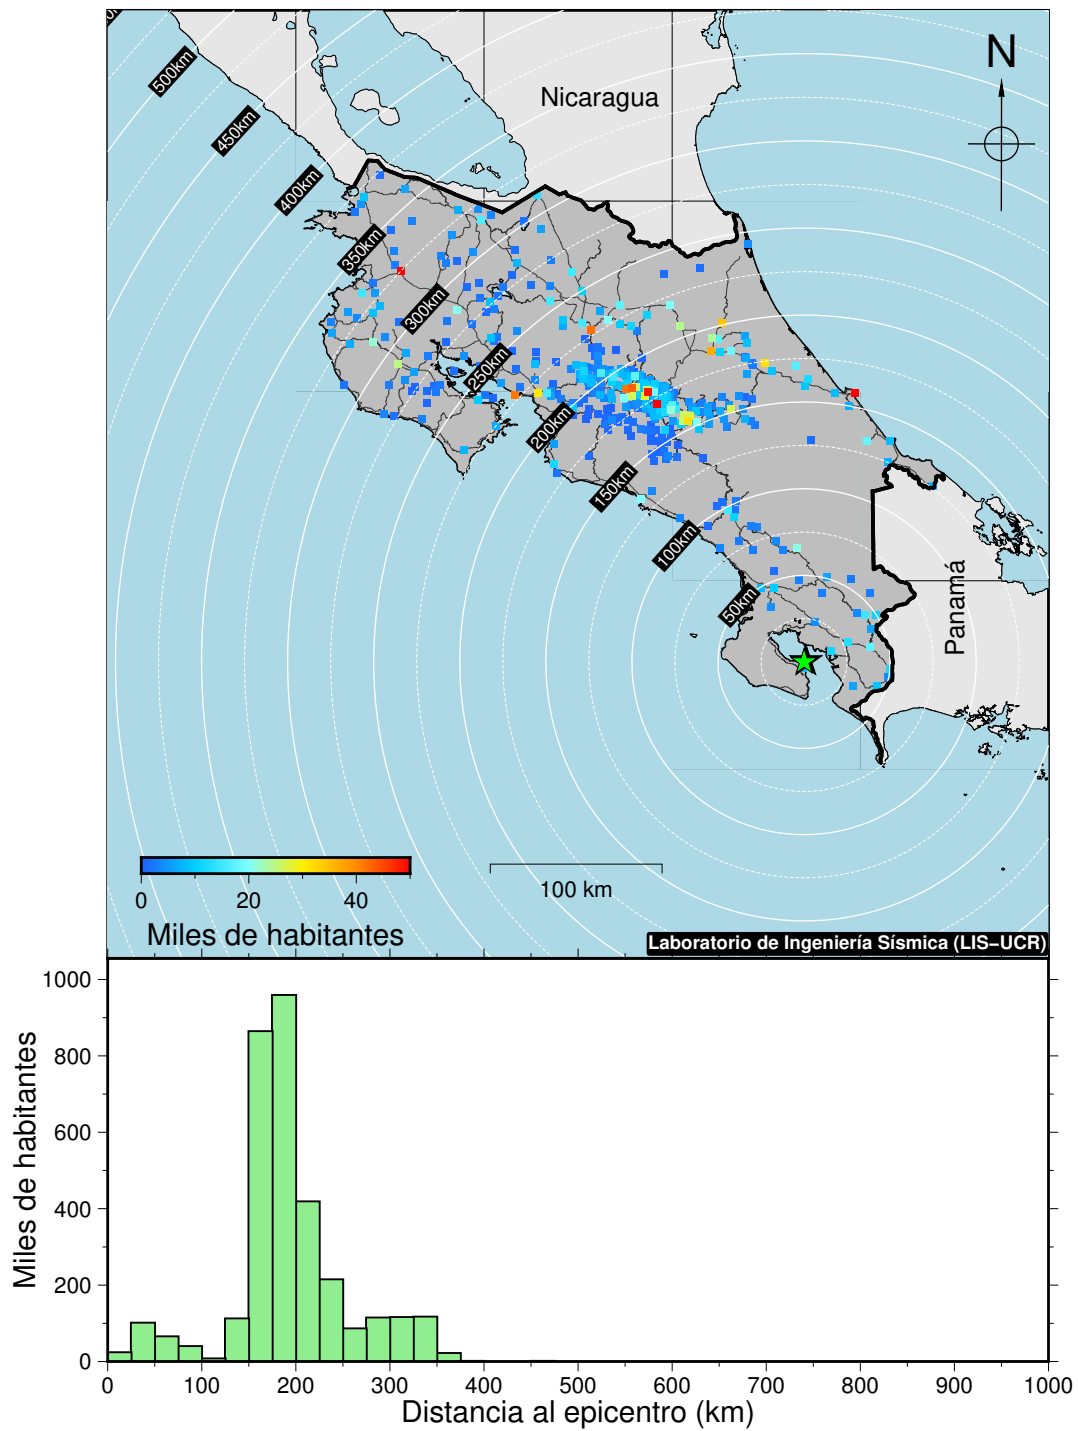 500km
450km
400km
350km
300km
250km
200km
150km
100km
50km
Nicaragua
N
Panamá
0 20 40
Miles de habitantes
100 km
Laboratorio de Ingeniería Sísmica (LIS-UCR)
Miles de habitantes
1000
800
600
400
200
0
0 100 200 300 400 500 600 700 800 900 1000
Distancia al epicentro (km)